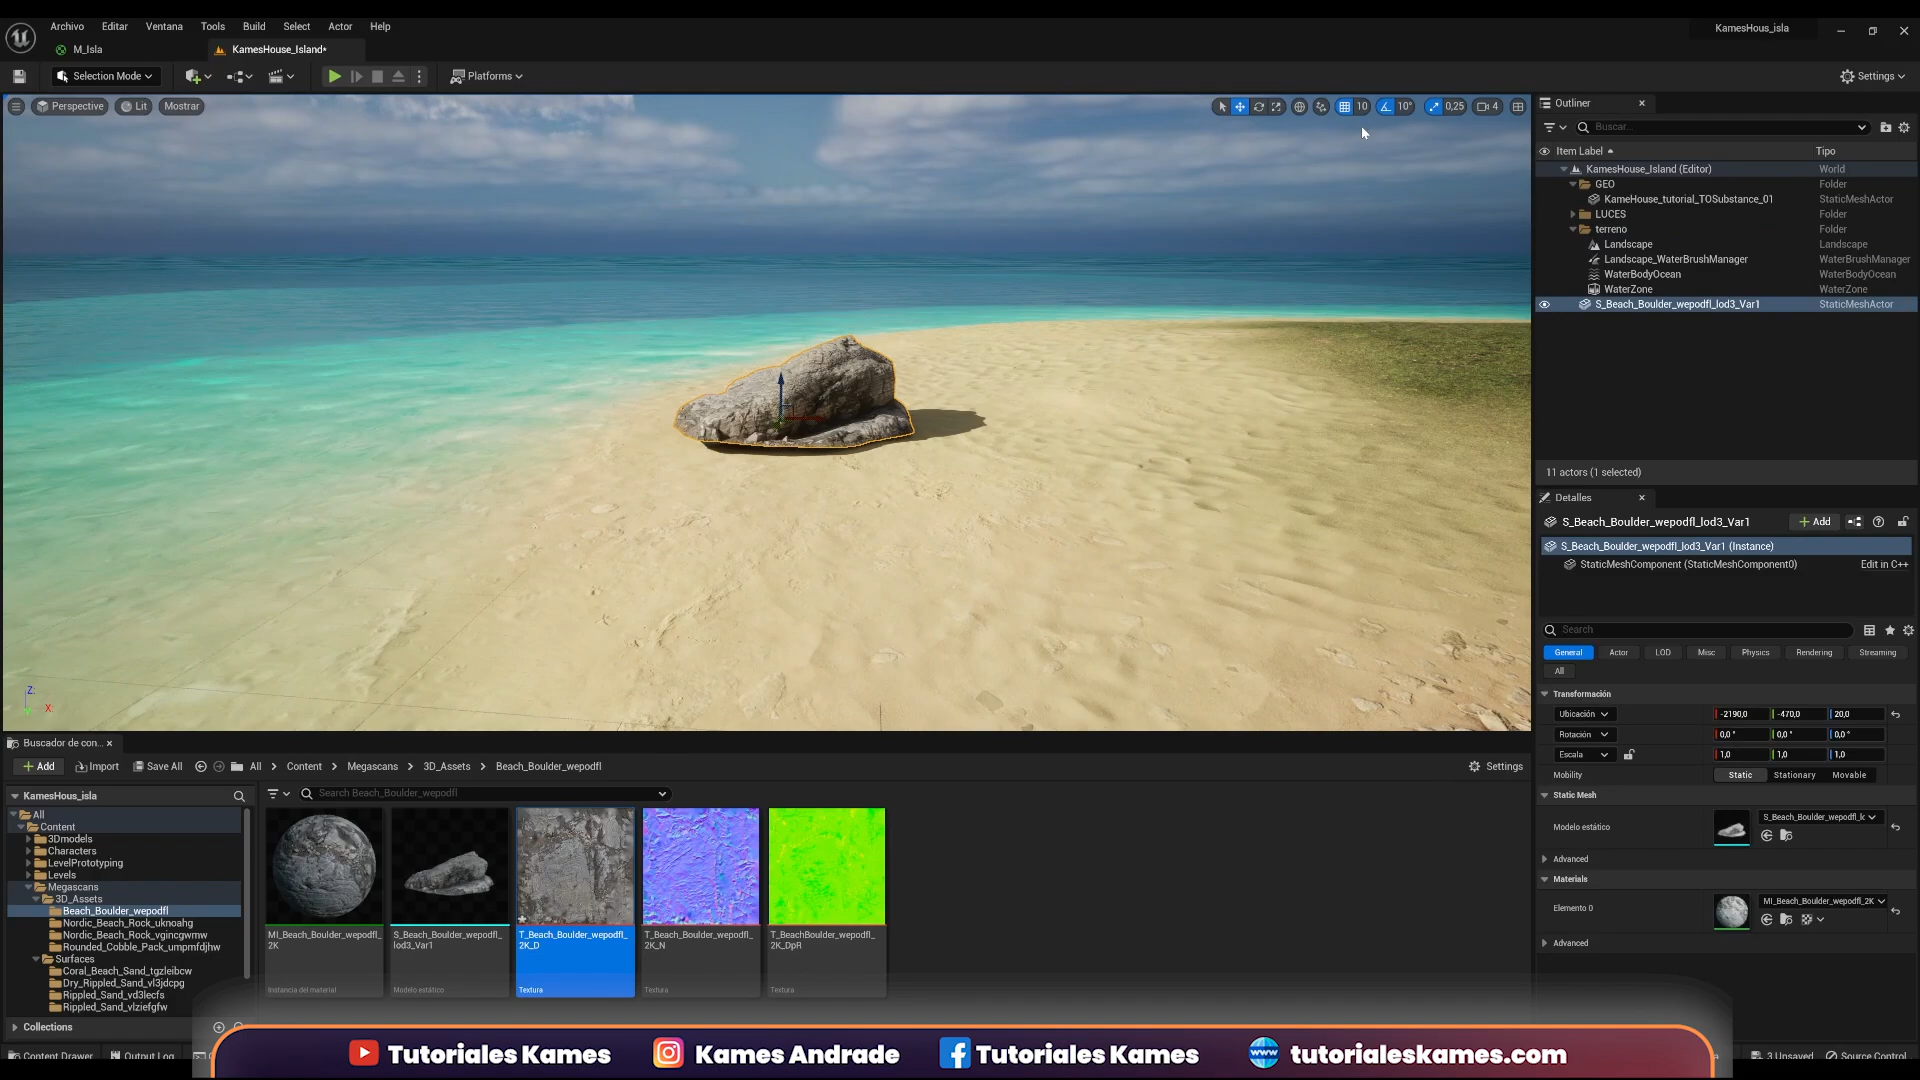 Archivo Editar Ventana Tools Build Select Actor Help
KamesHous_isla
M_Isla
KamesHouse_Island*
Selection Mode
Platforms
Settings
Perspective Lit Mostrar
10 10° 0,25 4
Outliner
Buscar...
Item Label Tipo
KamesHouse_Island (Editor) World
GEO Folder
KameHouse_tutorial_TOSubstance_01 StaticMeshActor
LUCES Folder
terreno Folder
Landscape Landscape
Landscape_WaterBrushManager WaterBrushManager
WaterBodyOcean WaterBodyOcean
WaterZone WaterZone
S_Beach_Boulder_wepodfl_lod3_Var1 StaticMeshActor
11 actors (1 selected)
Detalles
S_Beach_Boulder_wepodfl_lod3_Var1
Add
S_Beach_Boulder_wepodfl_lod3_Var1 (Instance)
StaticMeshComponent (StaticMeshComponent0) Edit in C++
Search
General Actor LOD Misc Physics Rendering Streaming
All
Transformación
Ubicación -2190,0 -470,0 20,0
Rotación 0,0 ° 0,0 ° 0,0 °
Escala 1,0 1,0 1,0
Mobility Static Stationary Movable
Static Mesh
Modelo estático S_Beach_Boulder_wepodfl_lc
Advanced
Materials
Elemento 0 MI_Beach_Boulder_wepodfl_2K
Advanced
Z:
X:
Buscador de con...
Add Import Save All All > Content > Megascans > 3D_Assets > Beach_Boulder_wepodfl
Settings
KamesHous_isla
Search Beach_Boulder_wepodfl
All
Content
3Dmodels
Characters
LevelPrototyping
Levels
Megascans
3D_Assets
Beach_Boulder_wepodfl
Nordic_Beach_Rock_uknoahg
Nordic_Beach_Rock_vgincgwmw
Rounded_Cobble_Pack_umpmfdjhw
Surfaces
Coral_Beach_Sand_tgzleibcw
Dry_Rippled_Sand_vl3jdcpg
Rippled_Sand_vd3lecfs
Rippled_Sand_vlziefgfw
Collections
MI_Beach_Boulder_wepodfl_
2K
Instancia del material
S_Beach_Boulder_wepodfl_
lod3_Var1
Modelo estático
T_Beach_Boulder_wepodfl_
2K_D
Textura
T_Beach_Boulder_wepodfl_
2K_N
Textura
T_BeachBoulder_wepodfl_
2K_DpR
Textura
Content Drawer Output Log
3 Unsaved Source Control
Tutoriales Kames Kames Andrade Tutoriales Kames www tutorialeskames.com